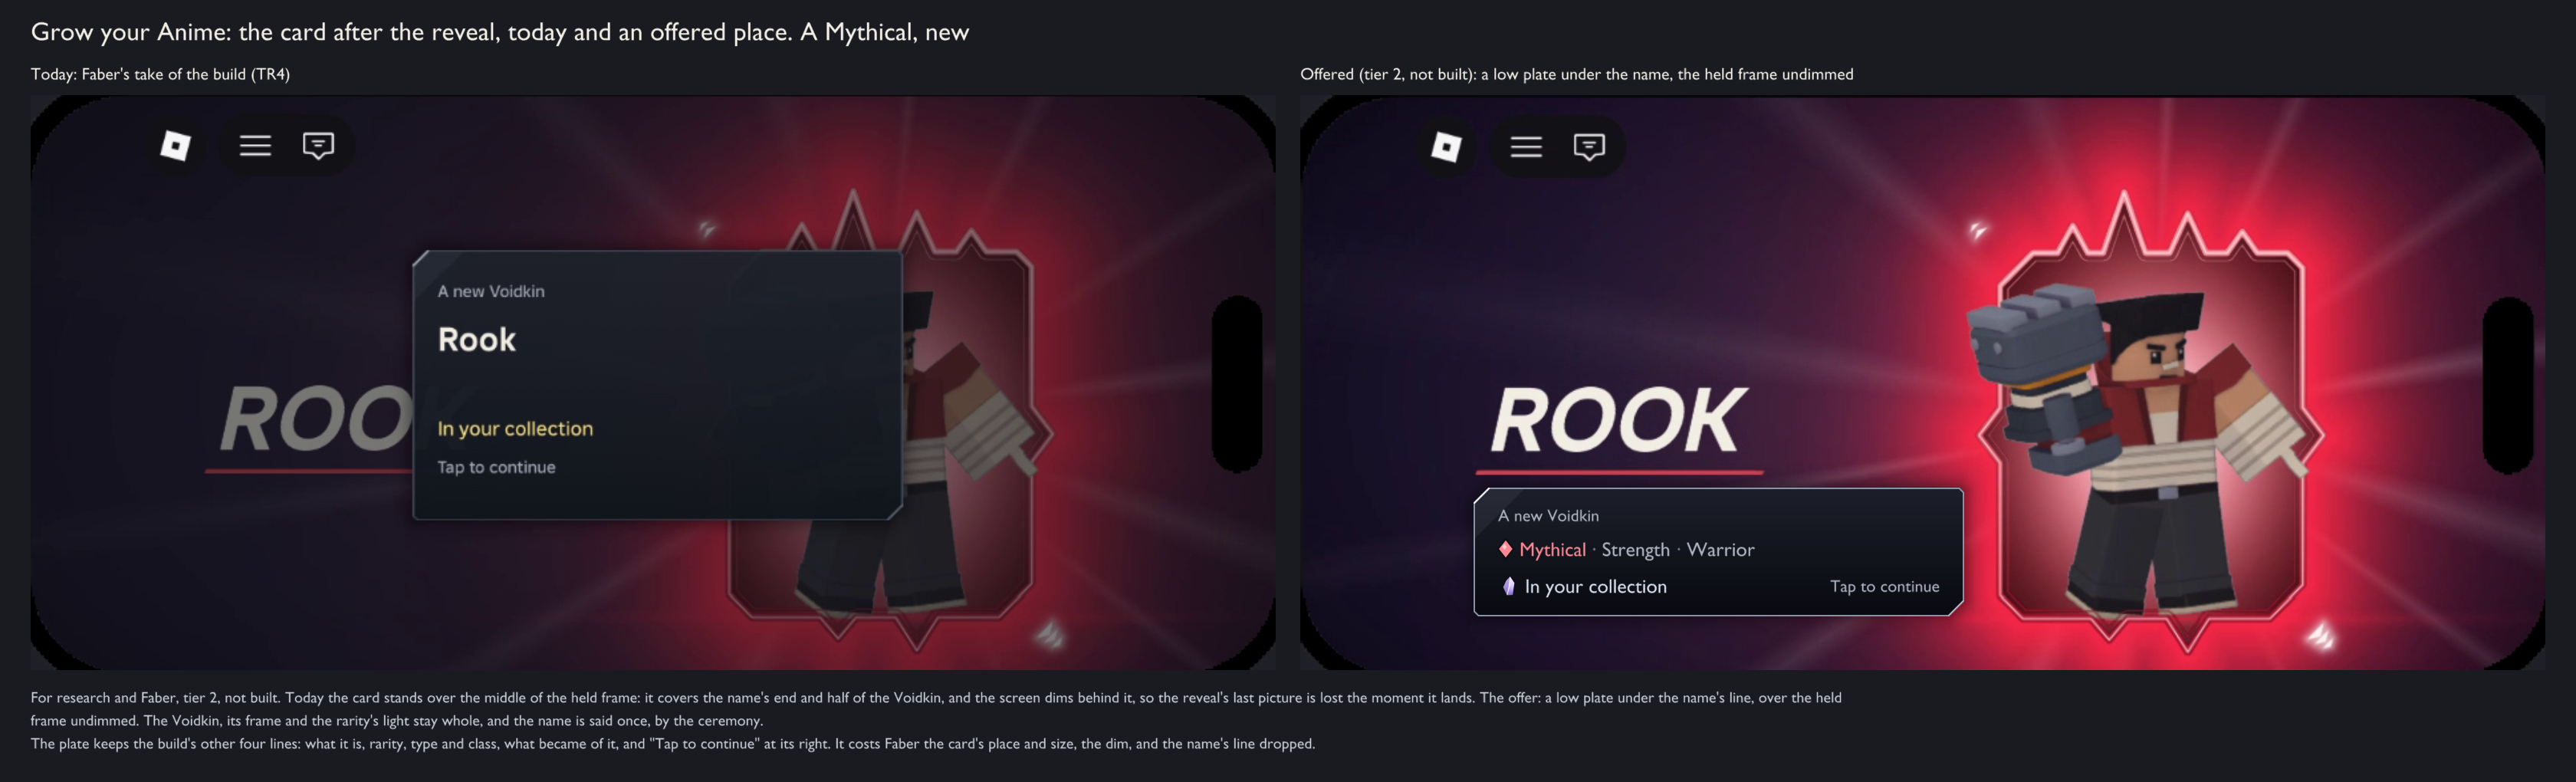 Grow your Anime: the card after the reveal, today and an offered place. A Mythical, new
Today: Faber's take of the build (TR4)
A new Voidkin
Rook
ROO
In your collection
Tap to continue
Offered (tier 2, not built): a low plate under the name, the held frame undimmed
ROOK
A new Voidkin
Mythical · Strength · Warrior
In your collection
Tap to continue
For research and Faber, tier 2, not built. Today the card stands over the middle of the held frame: it covers the name's end and half of the Voidkin, and the screen dims behind it, so the reveal's last picture is lost the moment it lands. The offer: a low plate under the name's line, over the held
frame undimmed. The Voidkin, its frame and the rarity's light stay whole, and the name is said once, by the ceremony.
The plate keeps the build's other four lines: what it is, rarity, type and class, what became of it, and "Tap to continue" at its right. It costs Faber the card's place and size, the dim, and the name's line dropped.